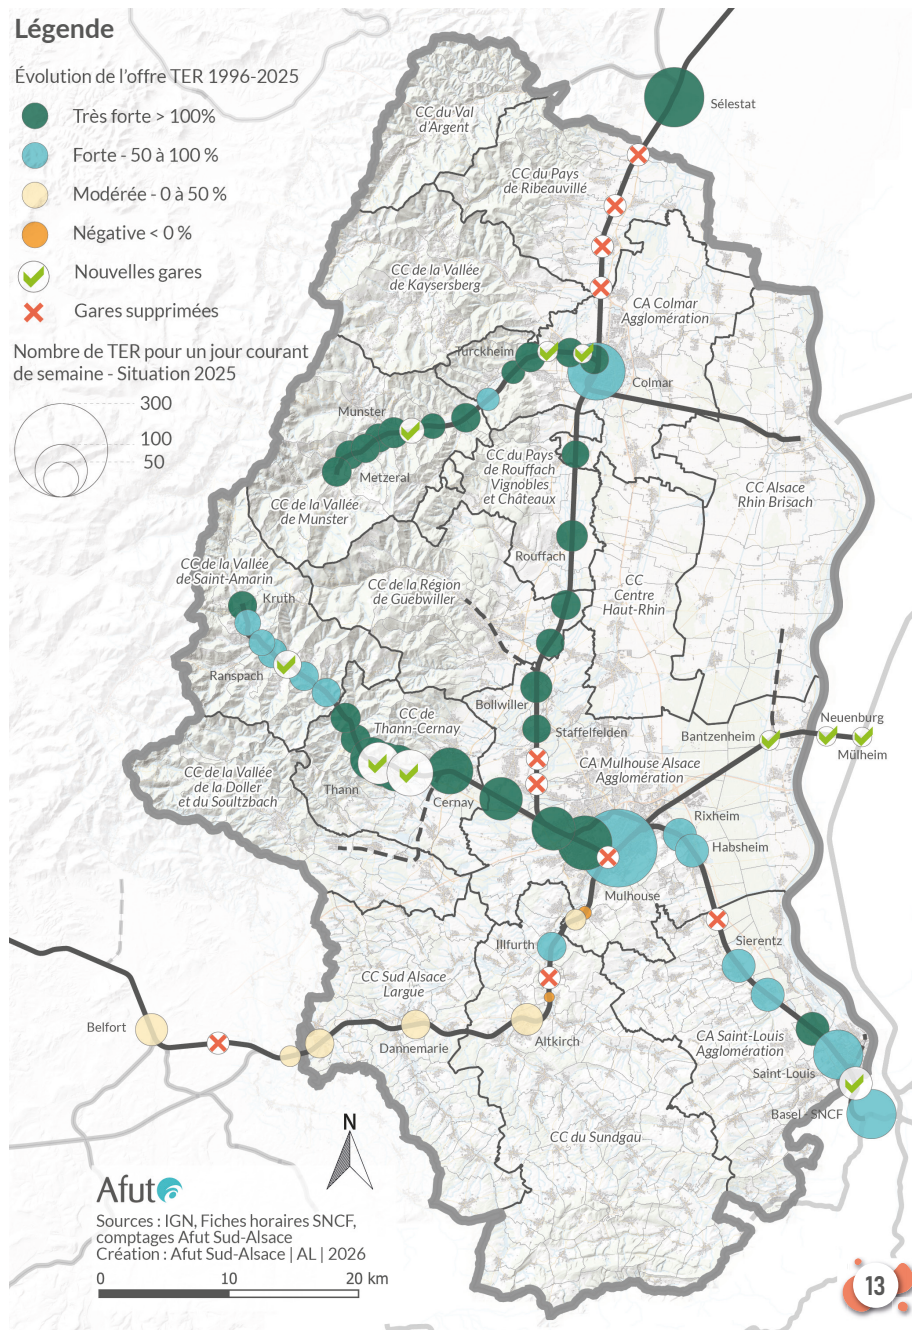 Légende
Évolution de l'offre TER 1996-2025
Très forte > 100%
Forte - 50 à 100 %
Modérée - 0 à 50 %
Négative < 0 %
Nouvelles gares
Gares supprimées
Nombre de TER pour un jour courant
de semaine - Situation 2025
300
100
50
Sélestat
CC du Val
d'Argent
CC du Pays
de Ribeauvillé
CC de la Vallée
de Kaysersberg
CA Colmar
Agglomération
Turckheim
Colmar
Munster
Metzeral
CC du Pays
de Rouffach
Vignobles
et Châteaux
CC Alsace
Rhin Brisach
CC de la Vallée
de Munster
Rouffach
CC de la Vallée
de Saint-Amarin
Kruth
CC de la Région
de Guebwiller
CC
Centre
Haut-Rhin
Ranspach
Bollwiller
CC de
Thann-Cernay
Staffelfelden
Bantzenheim
Neuenburg
Mülheim
CA Mulhouse Alsace
Agglomération
CC de la Vallée
de la Doller
et du Soultzbach
Thann
Cernay
Rixheim
Habsheim
Mulhouse
Illfurth
Sierentz
CC Sud Alsace
Largue
Belfort
Dannemarie
Altkirch
CA Saint-Louis
Agglomération
Saint-Louis
Basel - SNCF
CC du Sundgau
N
Afut
Sources : IGN, Fiches horaires SNCF,
comptages Afut Sud-Alsace
Création : Afut Sud-Alsace | AL | 2026
0 10 20 km
13